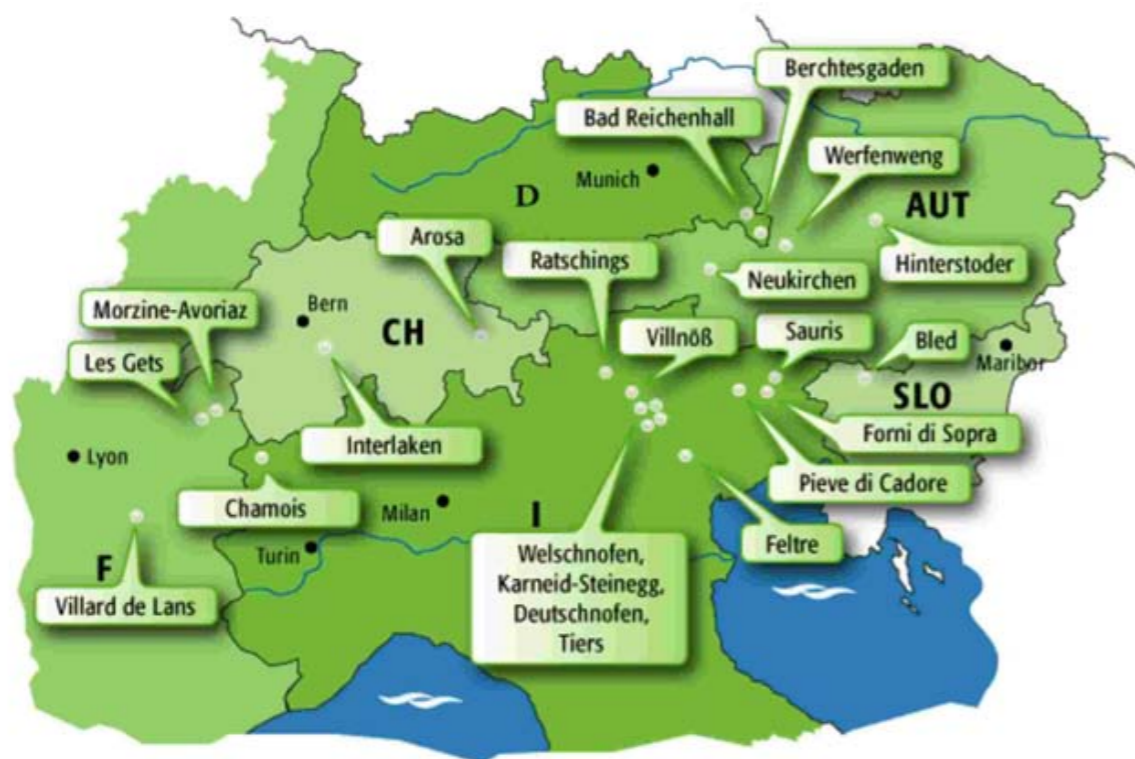 Berchtesgaden
Bad Reichenhall
Werfenweng
Munich
D
AUT
Arosa
Ratschings
Neukirchen
Hinterstoder
Morzine-Avoriaz
Bern
CH
Villnöß
Sauris
Bled
Maribor
Les Gets
SLO
Interlaken
Forni di Sopra
Lyon
Pieve di Cadore
Chamois
Milan
I
Feltre
Turin
Welschnofen,
Karneid-Steinegg,
Deutschnofen,
Tiers
F
Villard de Lans